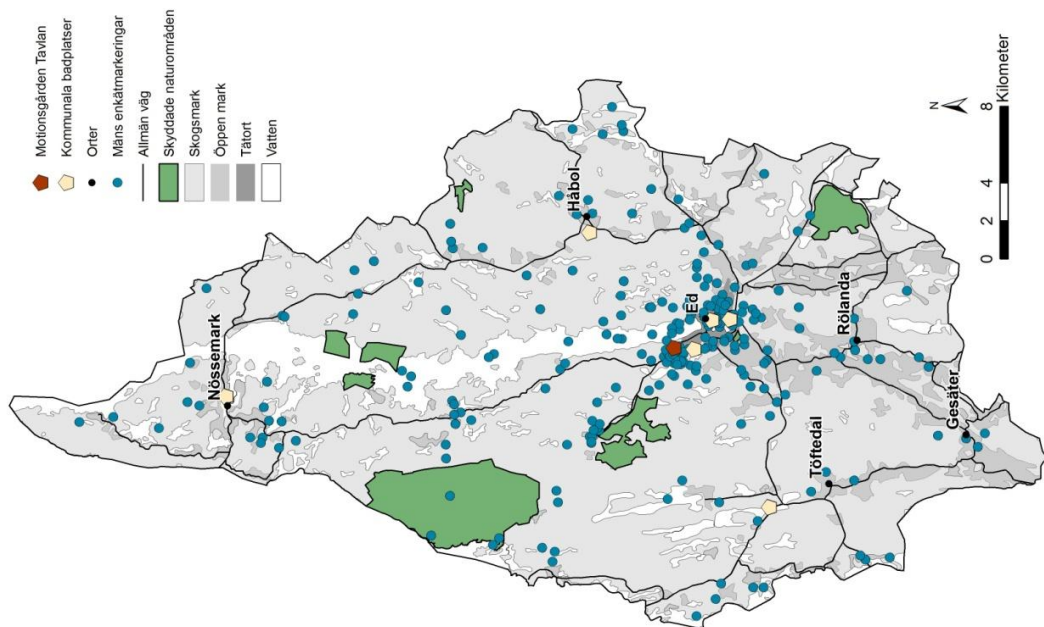 Motionsgården Tavlan
Kommunala badplatser
Orter
Mäns enkätmarkeringar
Allmän väg
Skyddade naturområden
Skogsmark
Öppen mark
Tätort
Vatten
Nössemark
Håbol
Ed
Rölanda
Töftedal
Gesäter
N
0 2 4 8
Kilometer